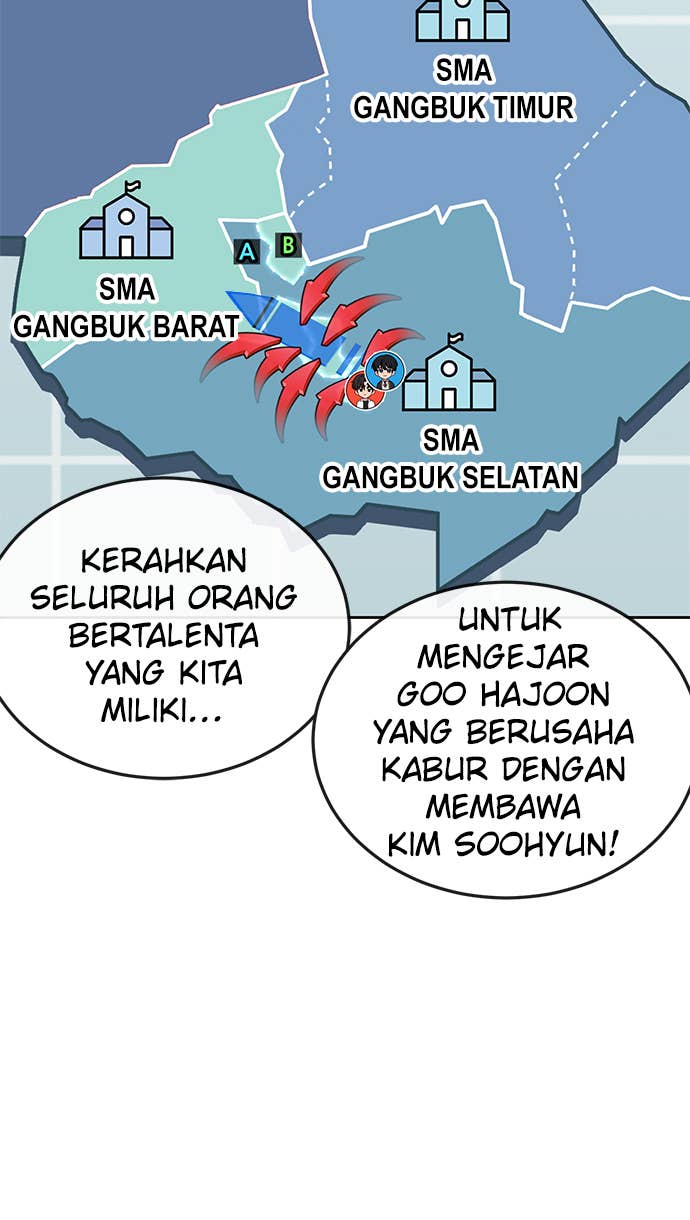 SMA
GANGBUK TIMUR
A B
SMA
GANGBUK BARAT
SMA
GANGBUK SELATAN
KERAHKAN
SELURUH ORANG
BERTALENTA
YANG KITA
MILIKI...
UNTUK
MENGEJAR
GOO HAJOON
YANG BERUSAHA
KABUR DENGAN
MEMBAWA
KIM SOOHYUN!